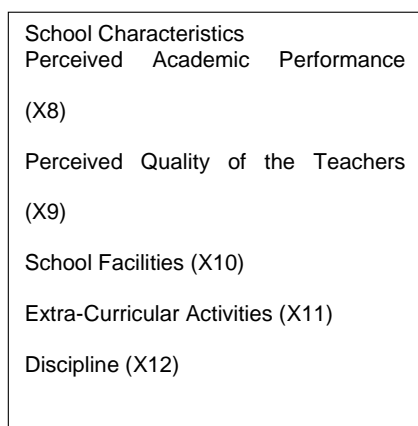 School Characteristics
Perceived Academic Performance
(X8)
Perceived Quality of the Teachers
(X9)
School Facilities (X10)
Extra-Curricular Activities (X11)
Discipline (X12)